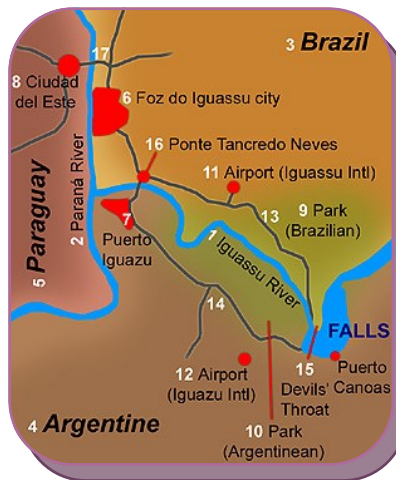 17
3 Brazil
8 Ciudad
del Este
6 Foz do Iguassu city
16 Ponte Tancredo Neves
11 Airport (Iguassu Intl)
2 Paraná River
5 Paraguay
7
Puerto
Iguazu
1 Iguassu River
13
9 Park
(Brazilian)
14
FALLS
12 Airport
(Iguazu Intl)
15
Devils'
Throat
Puerto
Canoas
4 Argentine
10 Park
(Argentinean)